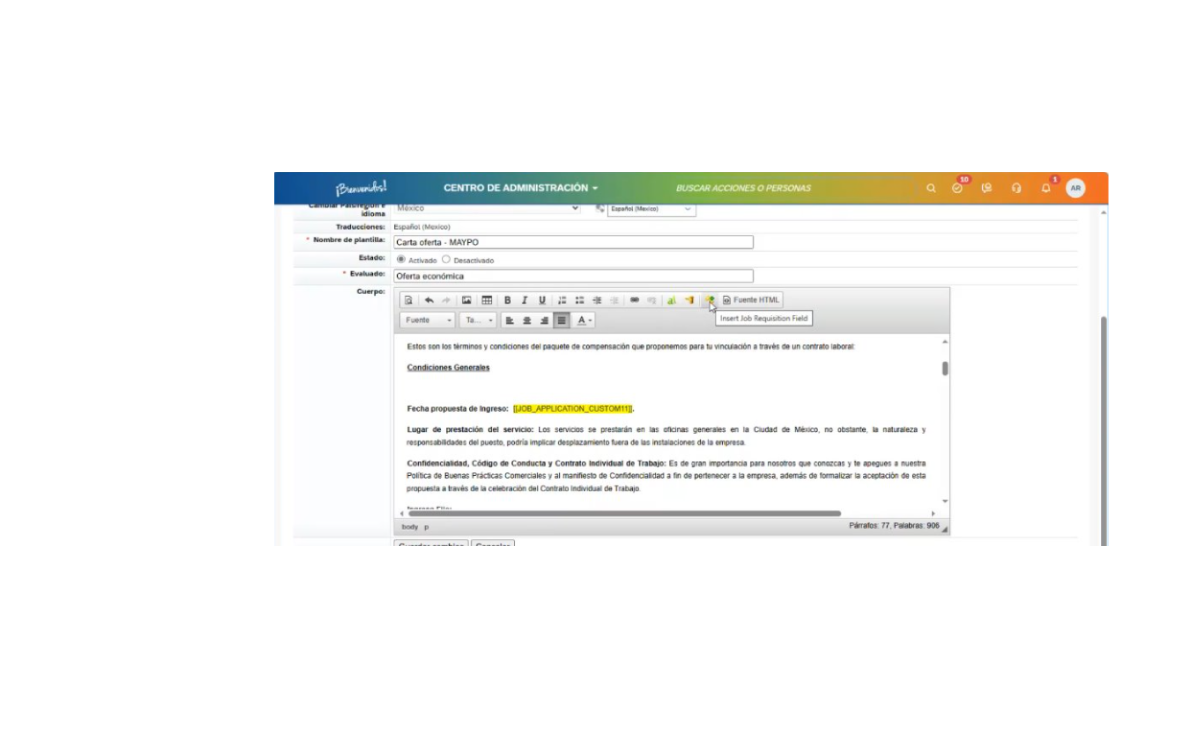 ¡Bienvenidos!
CENTRO DE ADMINISTRACIÓN
BUSCAR ACCIONES O PERSONAS
10
1
AR
Cambiar País/región e
idioma
México
Español (Mexico)
Traducciones:
Español (Mexico)
* Nombre de plantilla:
Carta oferta - MAYPO
Estado:
Activado
Desactivado
* Evaluado:
Oferta económica
Cuerpo:
B I U
Fuente HTML
Fuente
Ta...
A
Insert Job Requisition Field
Estos son los términos y condiciones del paquete de compensación que proponemos para tu vinculación a través de un contrato laboral:
Condiciones Generales
Fecha propuesta de Ingreso: [[JOB_APPLICATION_CUSTOM11]].
Lugar de prestación del servicio: Los servicios se prestarán en las oficinas generales en la Ciudad de México, no obstante, la naturaleza y
responsabilidades del puesto, podría implicar desplazamiento fuera de las instalaciones de la empresa.
Confidencialidad, Código de Conducta y Contrato Individual de Trabajo: Es de gran importancia para nosotros que conozcas y te apegues a nuestra
Política de Buenas Prácticas Comerciales y al manifiesto de Confidencialidad a fin de pertenecer a la empresa, además de formalizar la aceptación de esta
propuesta a través de la celebración del Contrato Individual de Trabajo.
body p
Párrafos: 77, Palabras: 906
Guardar cambios
Cancelar